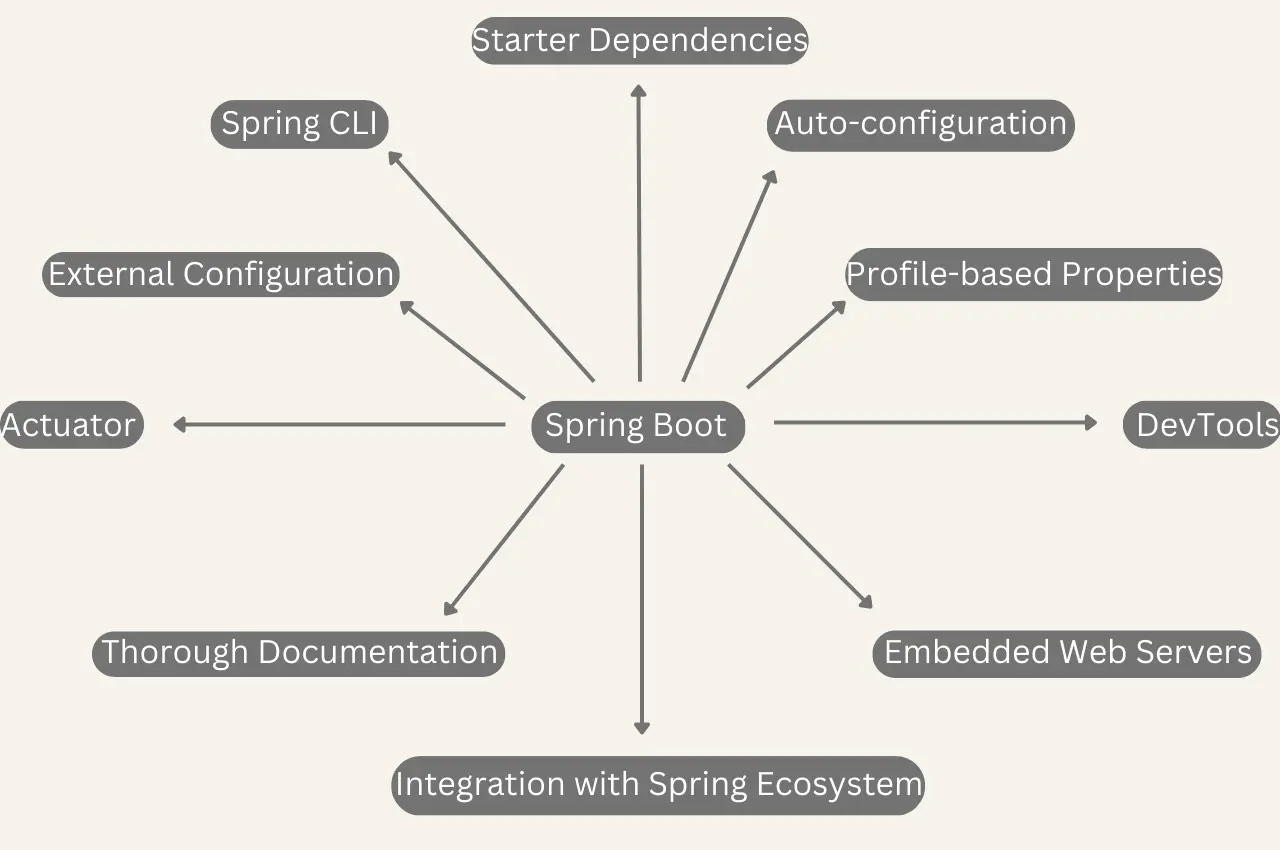 Starter Dependencies
Spring CLI
Auto-configuration
External Configuration
Profile-based Properties
Actuator
Spring Boot
DevTools
Thorough Documentation
Embedded Web Servers
Integration with Spring Ecosystem